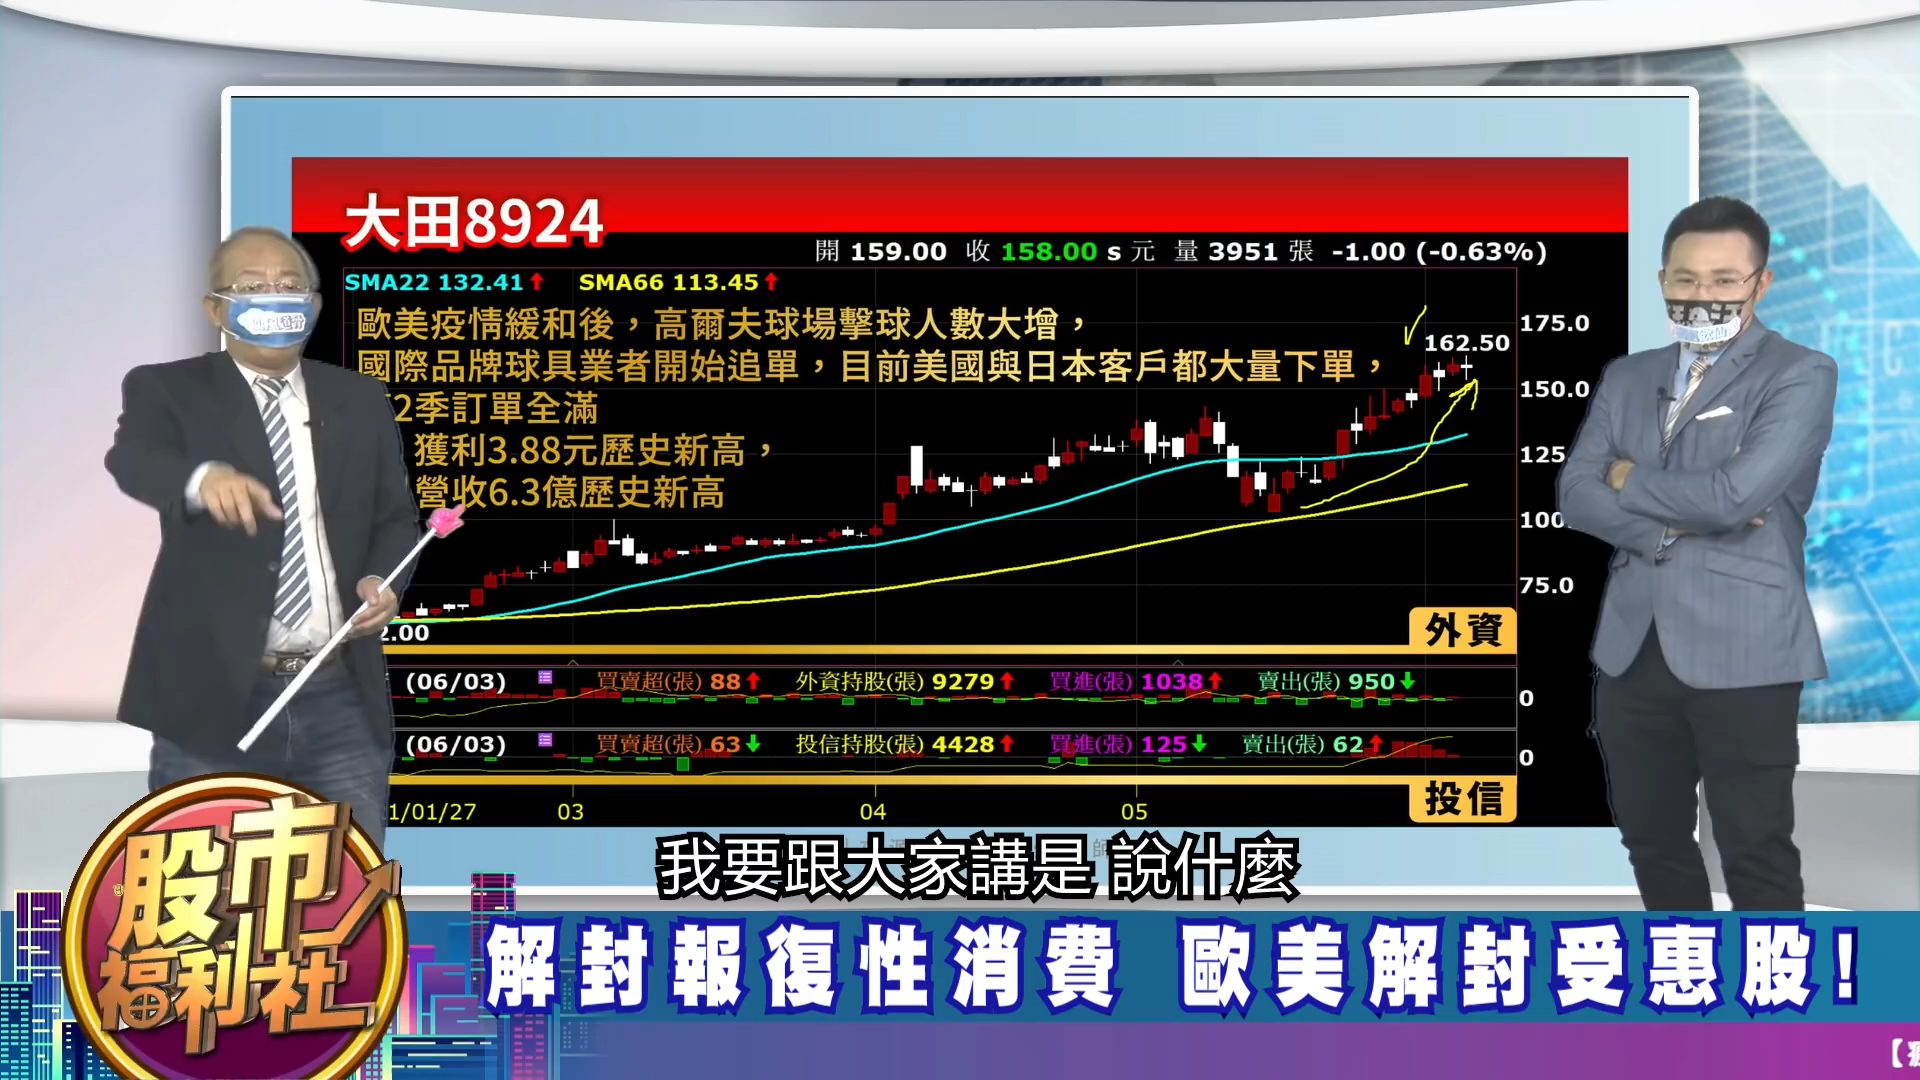 大田8924
開 159.00 收 158.00 s 元 量 3951 張 -1.00 (-0.63%)
SMA22 132.41 SMA66 113.45
歐美疫情緩和後，高爾夫球場擊球人數大增，
國際品牌球具業者開始追單，目前美國與日本客戶都大量下單，
2季訂單全滿
獲利3.88元歷史新高，
營收6.3億歷史新高
162.50
175.0
150.0
125
100
75.0
2.00
外資
(06/03) 買賣超(張) 88 外資持股(張) 9279 買進(張) 1038 賣出(張) 950
0
(06/03) 買賣超(張) 63 投信持股(張) 4428 買進(張) 125 賣出(張) 62
0
投信
1/01/27 03 04 05
我要跟大家講是 說什麼
股市
福利社
解封報復性消費 歐美解封受惠股!